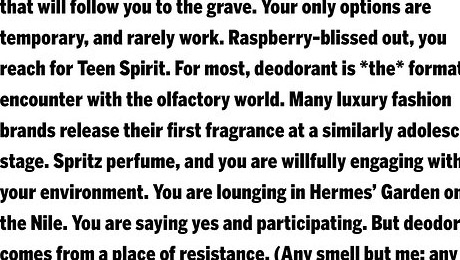 that will follow you to the grave. Your only options are
temporary, and rarely work. Raspberry-blissed out, you
reach for Teen Spirit. For most, deodorant is *the* format
encounter with the olfactory world. Many luxury fashion
brands release their first fragrance at a similarly adolesc
stage. Spritz perfume, and you are willfully engaging with
your environment. You are lounging in Hermes’ Garden on
the Nile. You are saying yes and participating. But deodor
comes from a place of resistance. (Any smell but me: any